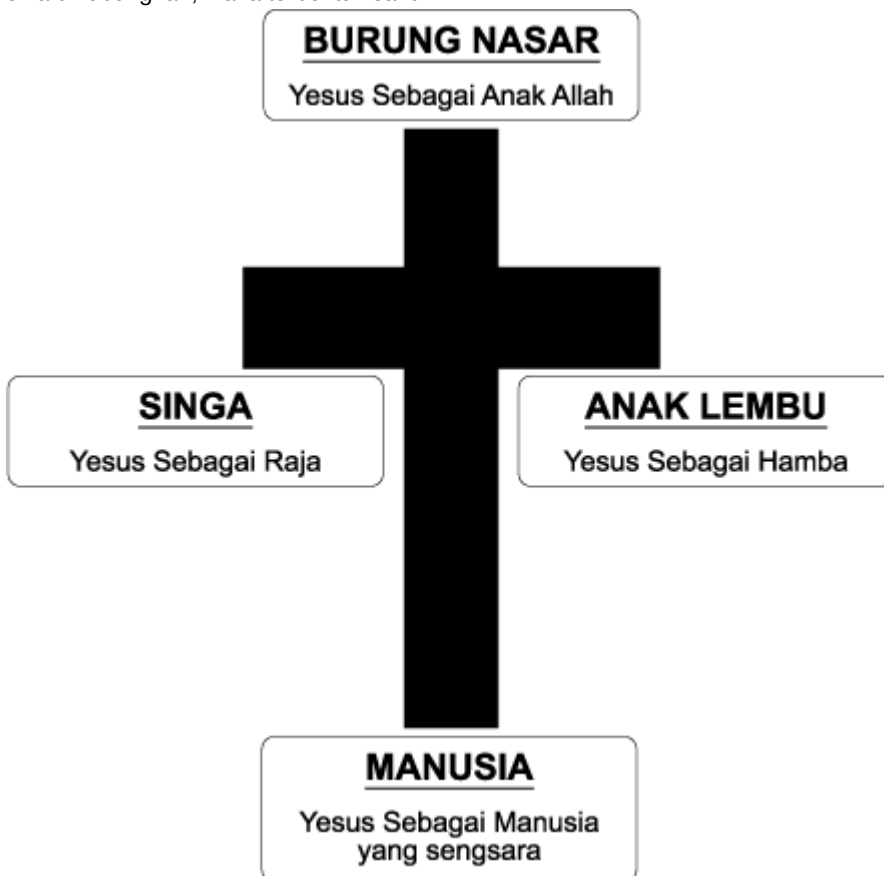 BURUNG NASAR
Yesus Sebagai Anak Allah
SINGA
Yesus Sebagai Raja
ANAK LEMBU
Yesus Sebagai Hamba
MANUSIA
Yesus Sebagai Manusia
yang sengsara